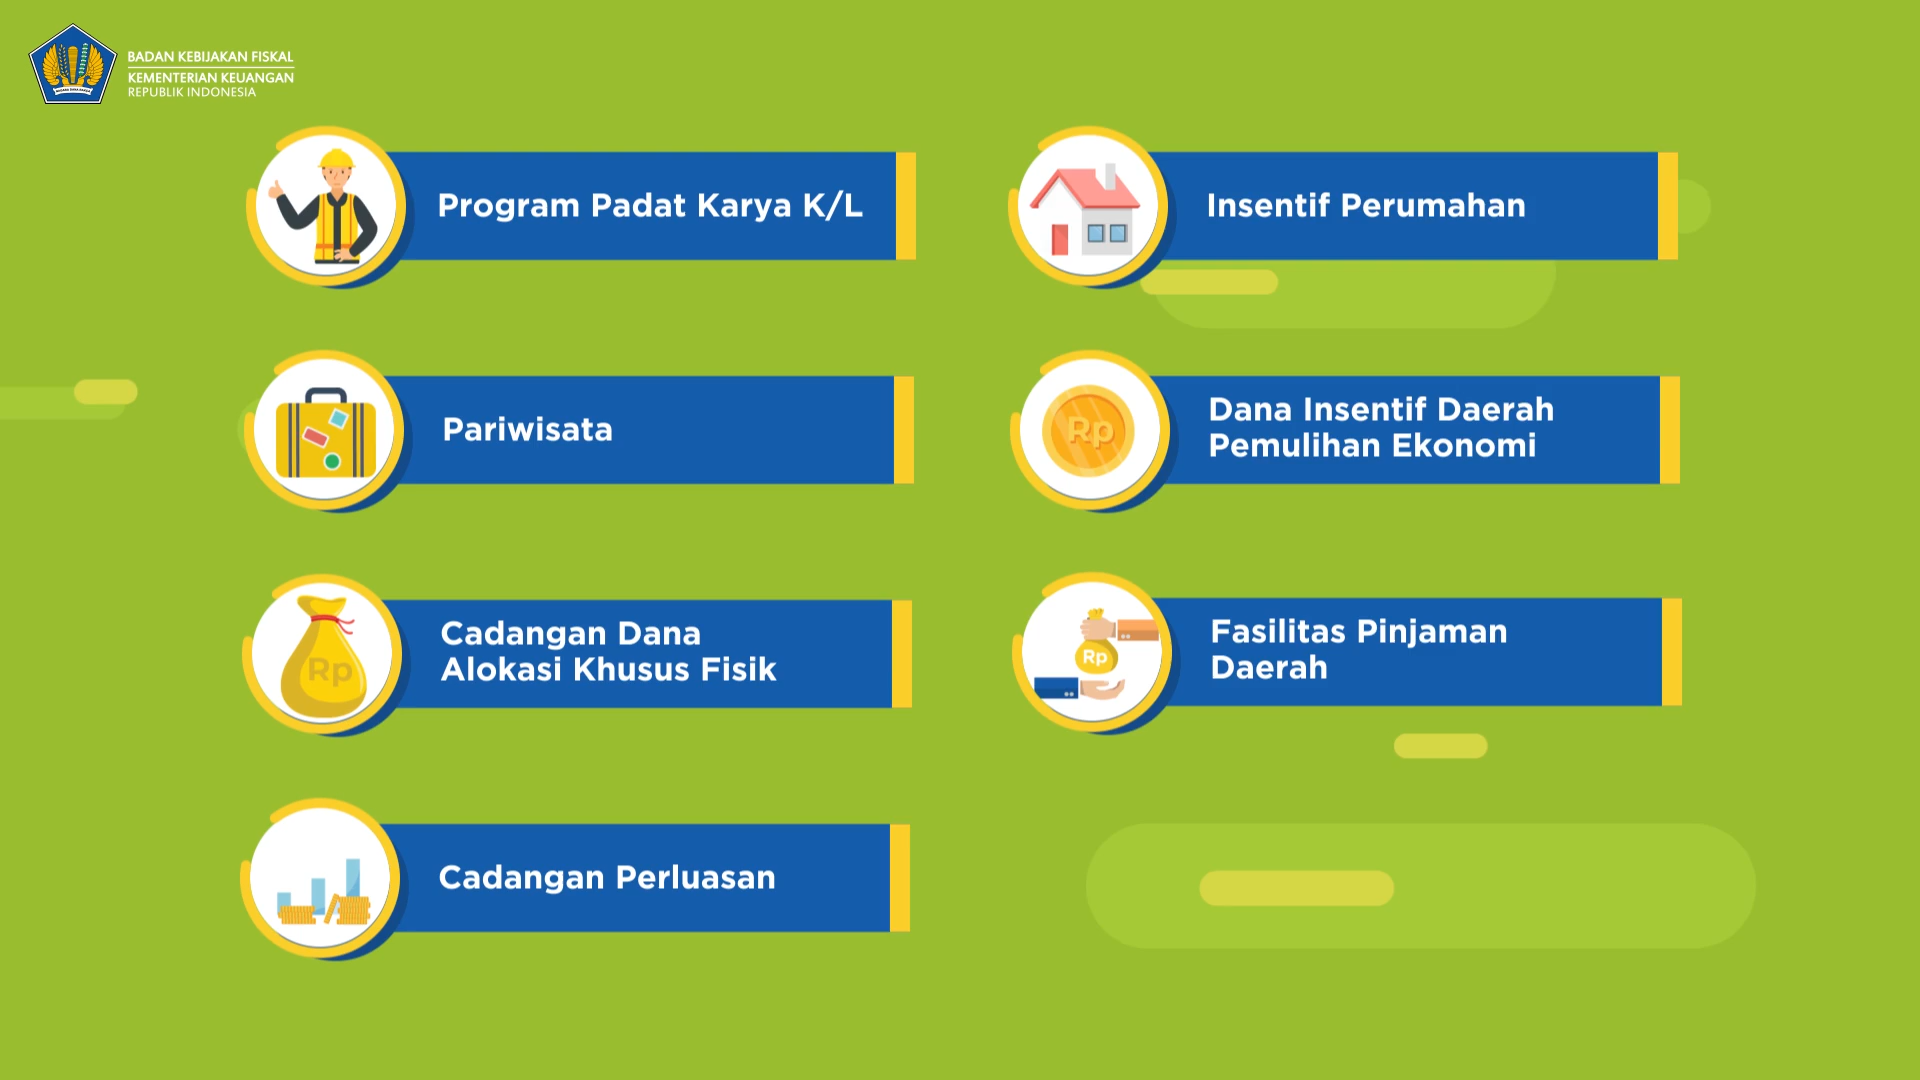 BADAN KEBIJAKAN FISKAL
KEMENTERIAN KEUANGAN
REPUBLIK INDONESIA
Program Padat Karya K/L
Pariwisata
Cadangan Dana
Alokasi Khusus Fisik
Rp
Cadangan Perluasan
Insentif Perumahan
Dana Insentif Daerah
Pemulihan Ekonomi
Rp
Fasilitas Pinjaman
Daerah
Rp